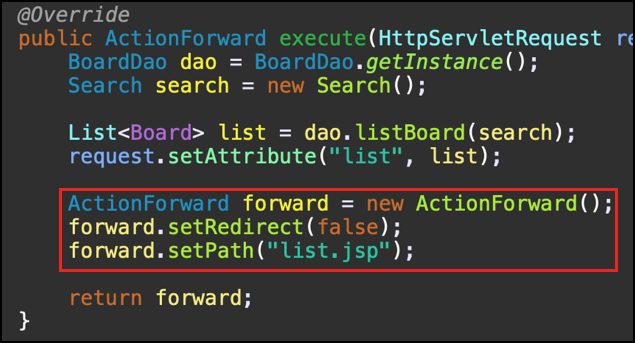 @Override
public ActionForward execute(HttpServletRequest re
BoardDao dao = BoardDao.getInstance();
Search search = new Search();
List<Board> list = dao.listBoard(search);
request.setAttribute("list", list);
ActionForward forward = new ActionForward();
forward.setRedirect(false);
forward.setPath("list.jsp");
return forward;
}